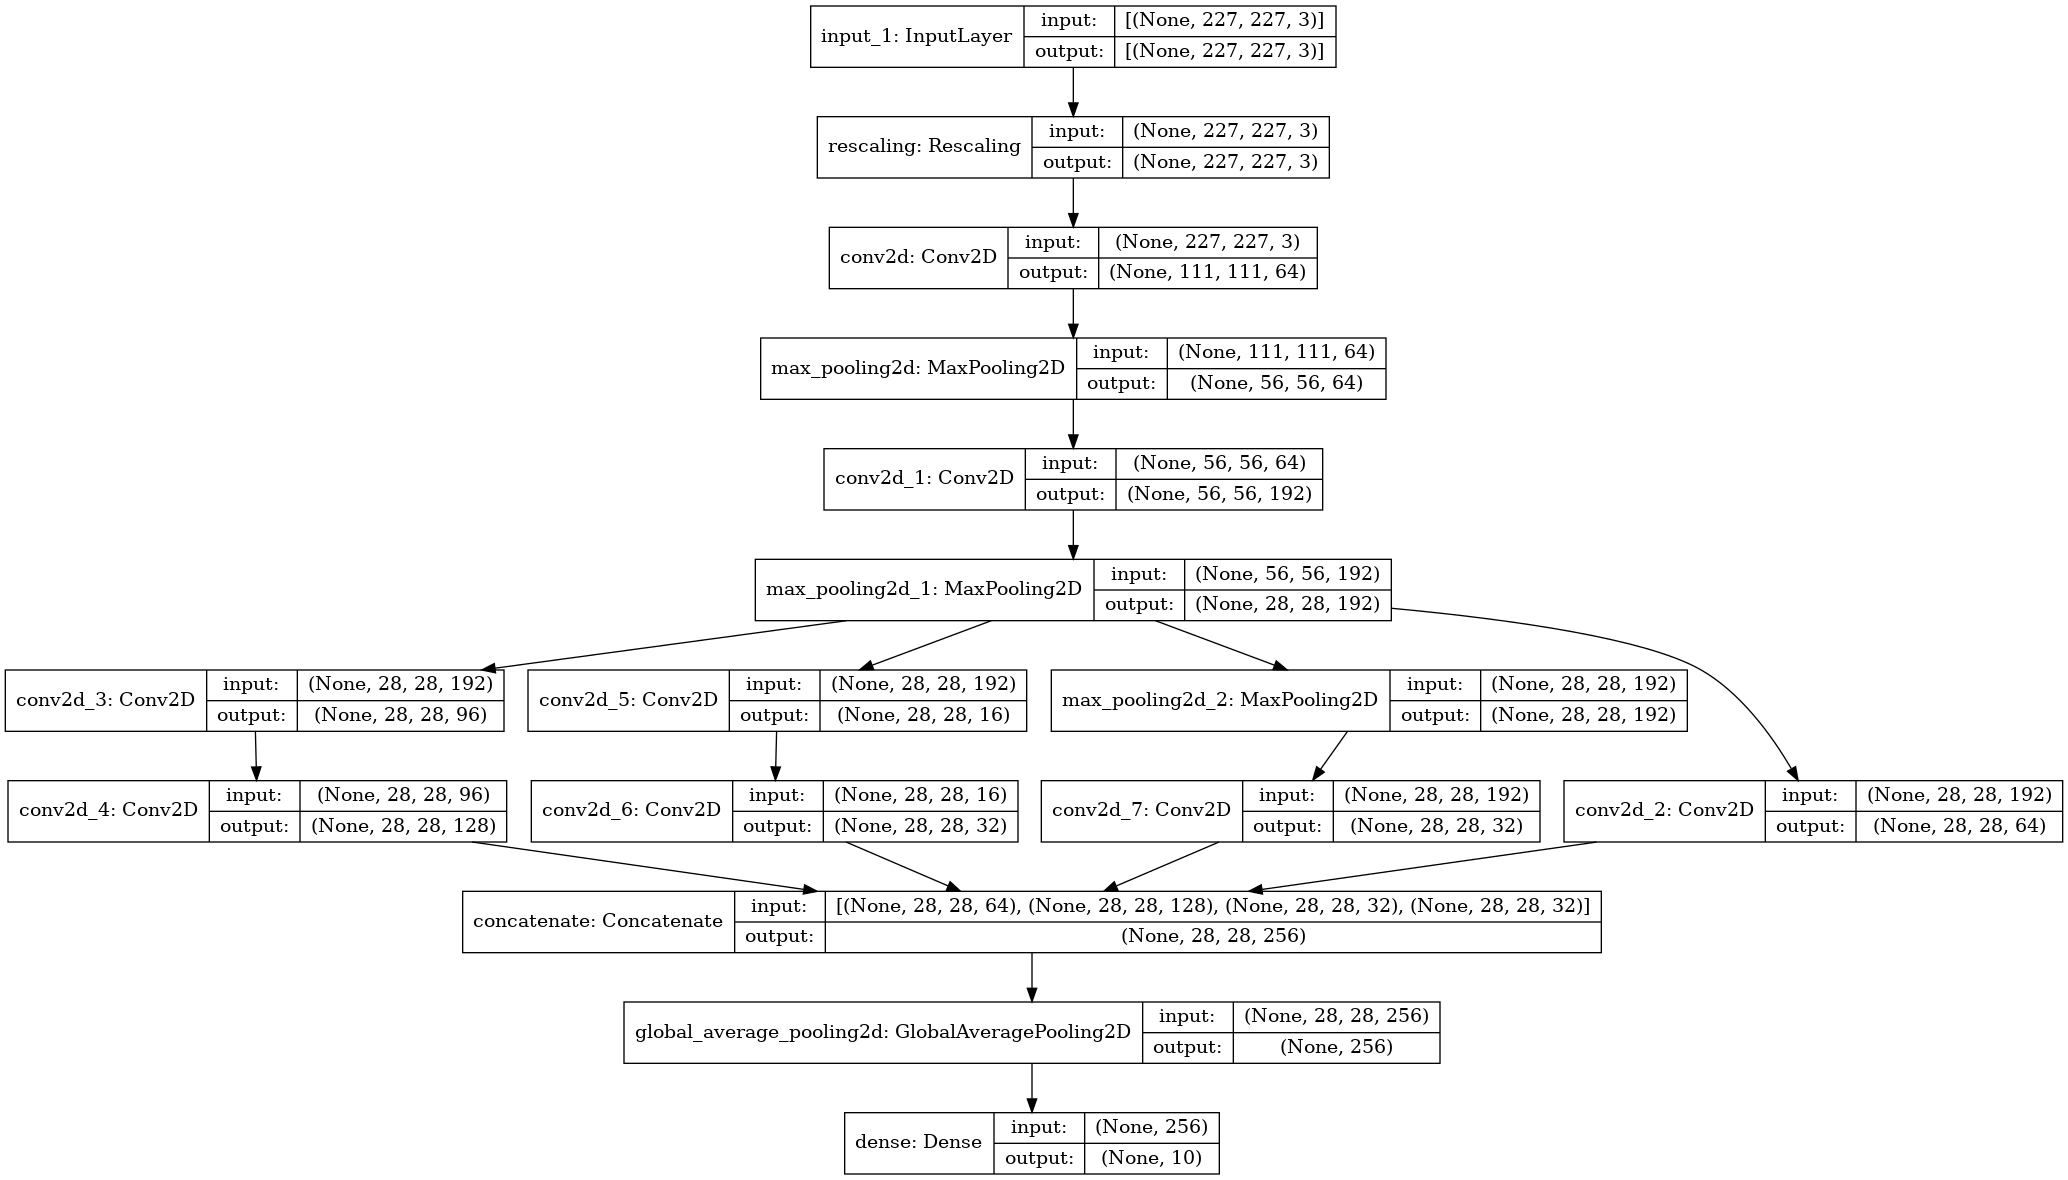 input_1: InputLayer
input:
[(None, 227, 227, 3)]
output:
[(None, 227, 227, 3)]
rescaling: Rescaling
input:
(None, 227, 227, 3)
output:
(None, 227, 227, 3)
conv2d: Conv2D
input:
(None, 227, 227, 3)
output:
(None, 111, 111, 64)
max_pooling2d: MaxPooling2D
input:
(None, 111, 111, 64)
output:
(None, 56, 56, 64)
conv2d_1: Conv2D
input:
(None, 56, 56, 64)
output:
(None, 56, 56, 192)
max_pooling2d_1: MaxPooling2D
input:
(None, 56, 56, 192)
output:
(None, 28, 28, 192)
conv2d_3: Conv2D
input:
(None, 28, 28, 192)
output:
(None, 28, 28, 96)
conv2d_5: Conv2D
input:
(None, 28, 28, 192)
output:
(None, 28, 28, 16)
max_pooling2d_2: MaxPooling2D
input:
(None, 28, 28, 192)
output:
(None, 28, 28, 192)
conv2d_4: Conv2D
input:
(None, 28, 28, 96)
output:
(None, 28, 28, 128)
conv2d_6: Conv2D
input:
(None, 28, 28, 16)
output:
(None, 28, 28, 32)
conv2d_7: Conv2D
input:
(None, 28, 28, 192)
output:
(None, 28, 28, 32)
conv2d_2: Conv2D
input:
(None, 28, 28, 192)
output:
(None, 28, 28, 64)
concatenate: Concatenate
input:
[(None, 28, 28, 64), (None, 28, 28, 128), (None, 28, 28, 32), (None, 28, 28, 32)]
output:
(None, 28, 28, 256)
global_average_pooling2d: GlobalAveragePooling2D
input:
(None, 28, 28, 256)
output:
(None, 256)
dense: Dense
input:
(None, 256)
output:
(None, 10)